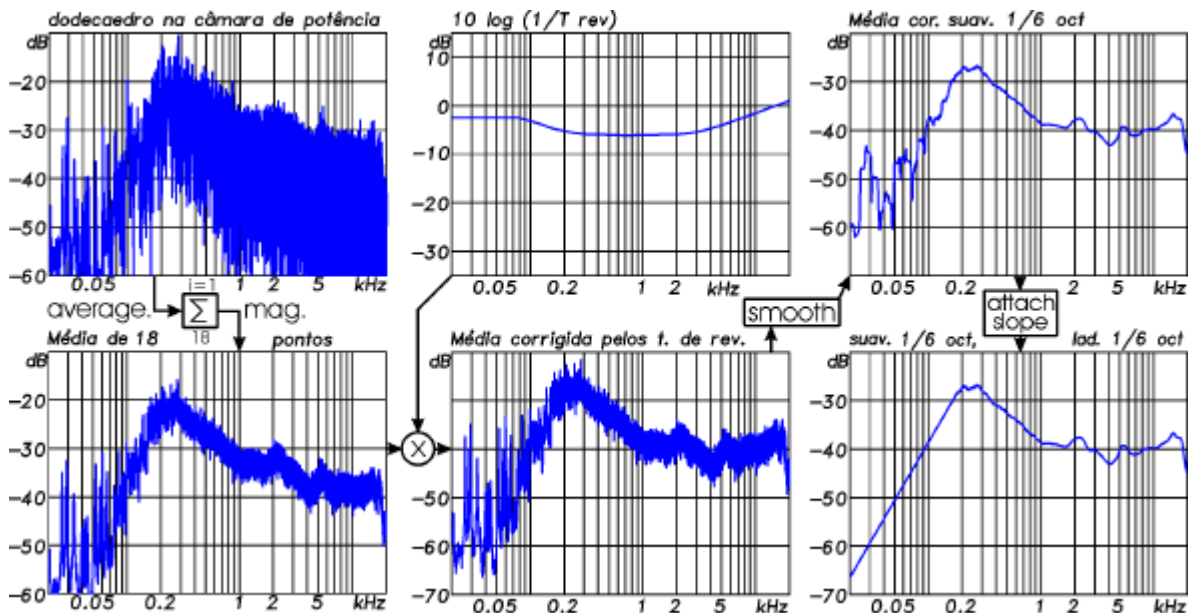 dodecaedro na câmara de potência
dB
-20
-30
-40
-50
-60
0.05 0.2 1 2 5 kHz
10 log (1/T rev)
dB
10
0
-10
-20
-30
0.05 0.2 1 2 kHz
Média cor. suav. 1/6 oct
dB
-30
-40
-50
-60
0.05 0.2 1 2 5 kHz
average.
i=1
Σ
18
mag.
smooth
attach
slope
Média de 18 pontos
dB
-20
-30
-40
-50
-60
0.05 0.2 1 2 5 kHz
X
Média corrigida pelos t. de rev.
dB
-20
-30
-50
-60
-70
0.05 0.2 1 2 5 kHz
suav. 1/6 oct, lad. 1/6 oct
dB
-30
-40
-50
-60
-70
0.05 0.2 1 2 5 kHz